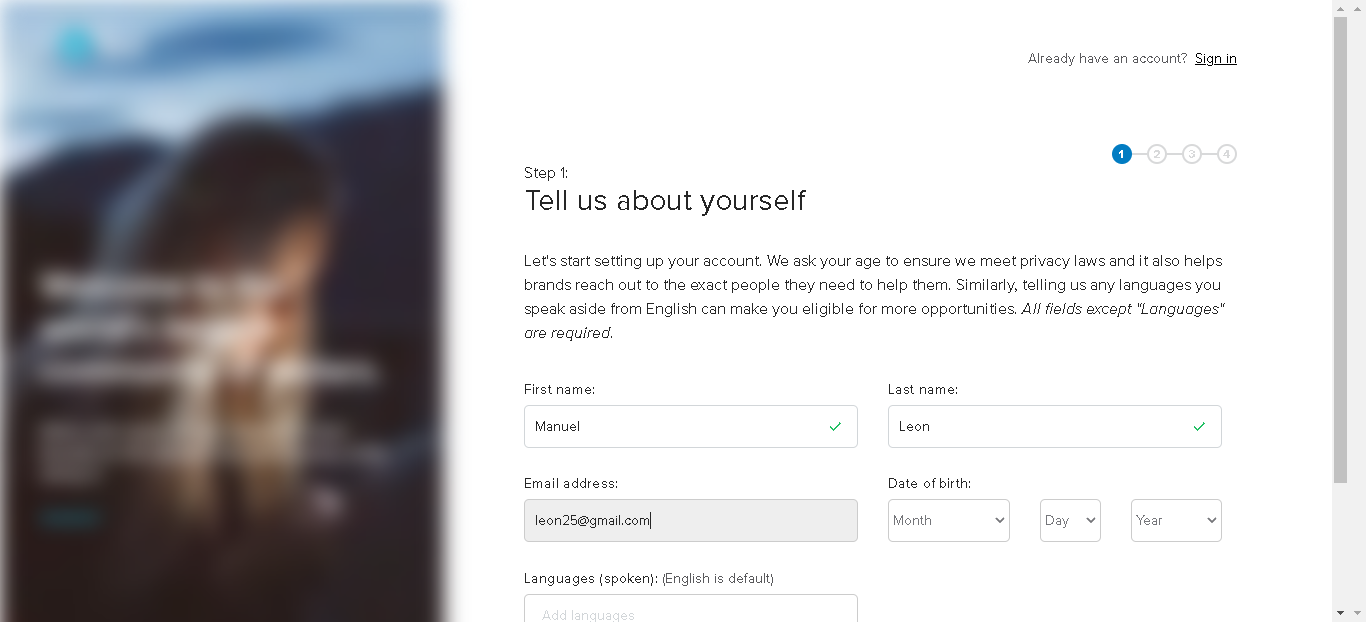 Already have an account? Sign in
1 2 3 4
Step 1:
Tell us about yourself
Let's start setting up your account. We ask your age to ensure we meet privacy laws and it also helps
brands reach out to the exact people they need to help them. Similarly, telling us any languages you
speak aside from English can make you eligible for more opportunities. All fields except "Languages"
are required.
First name:
Last name:
Manuel
Leon
Email address:
Date of birth:
leon25@gmail.com
Month
Day
Year
Languages (spoken): (English is default)
Add languages